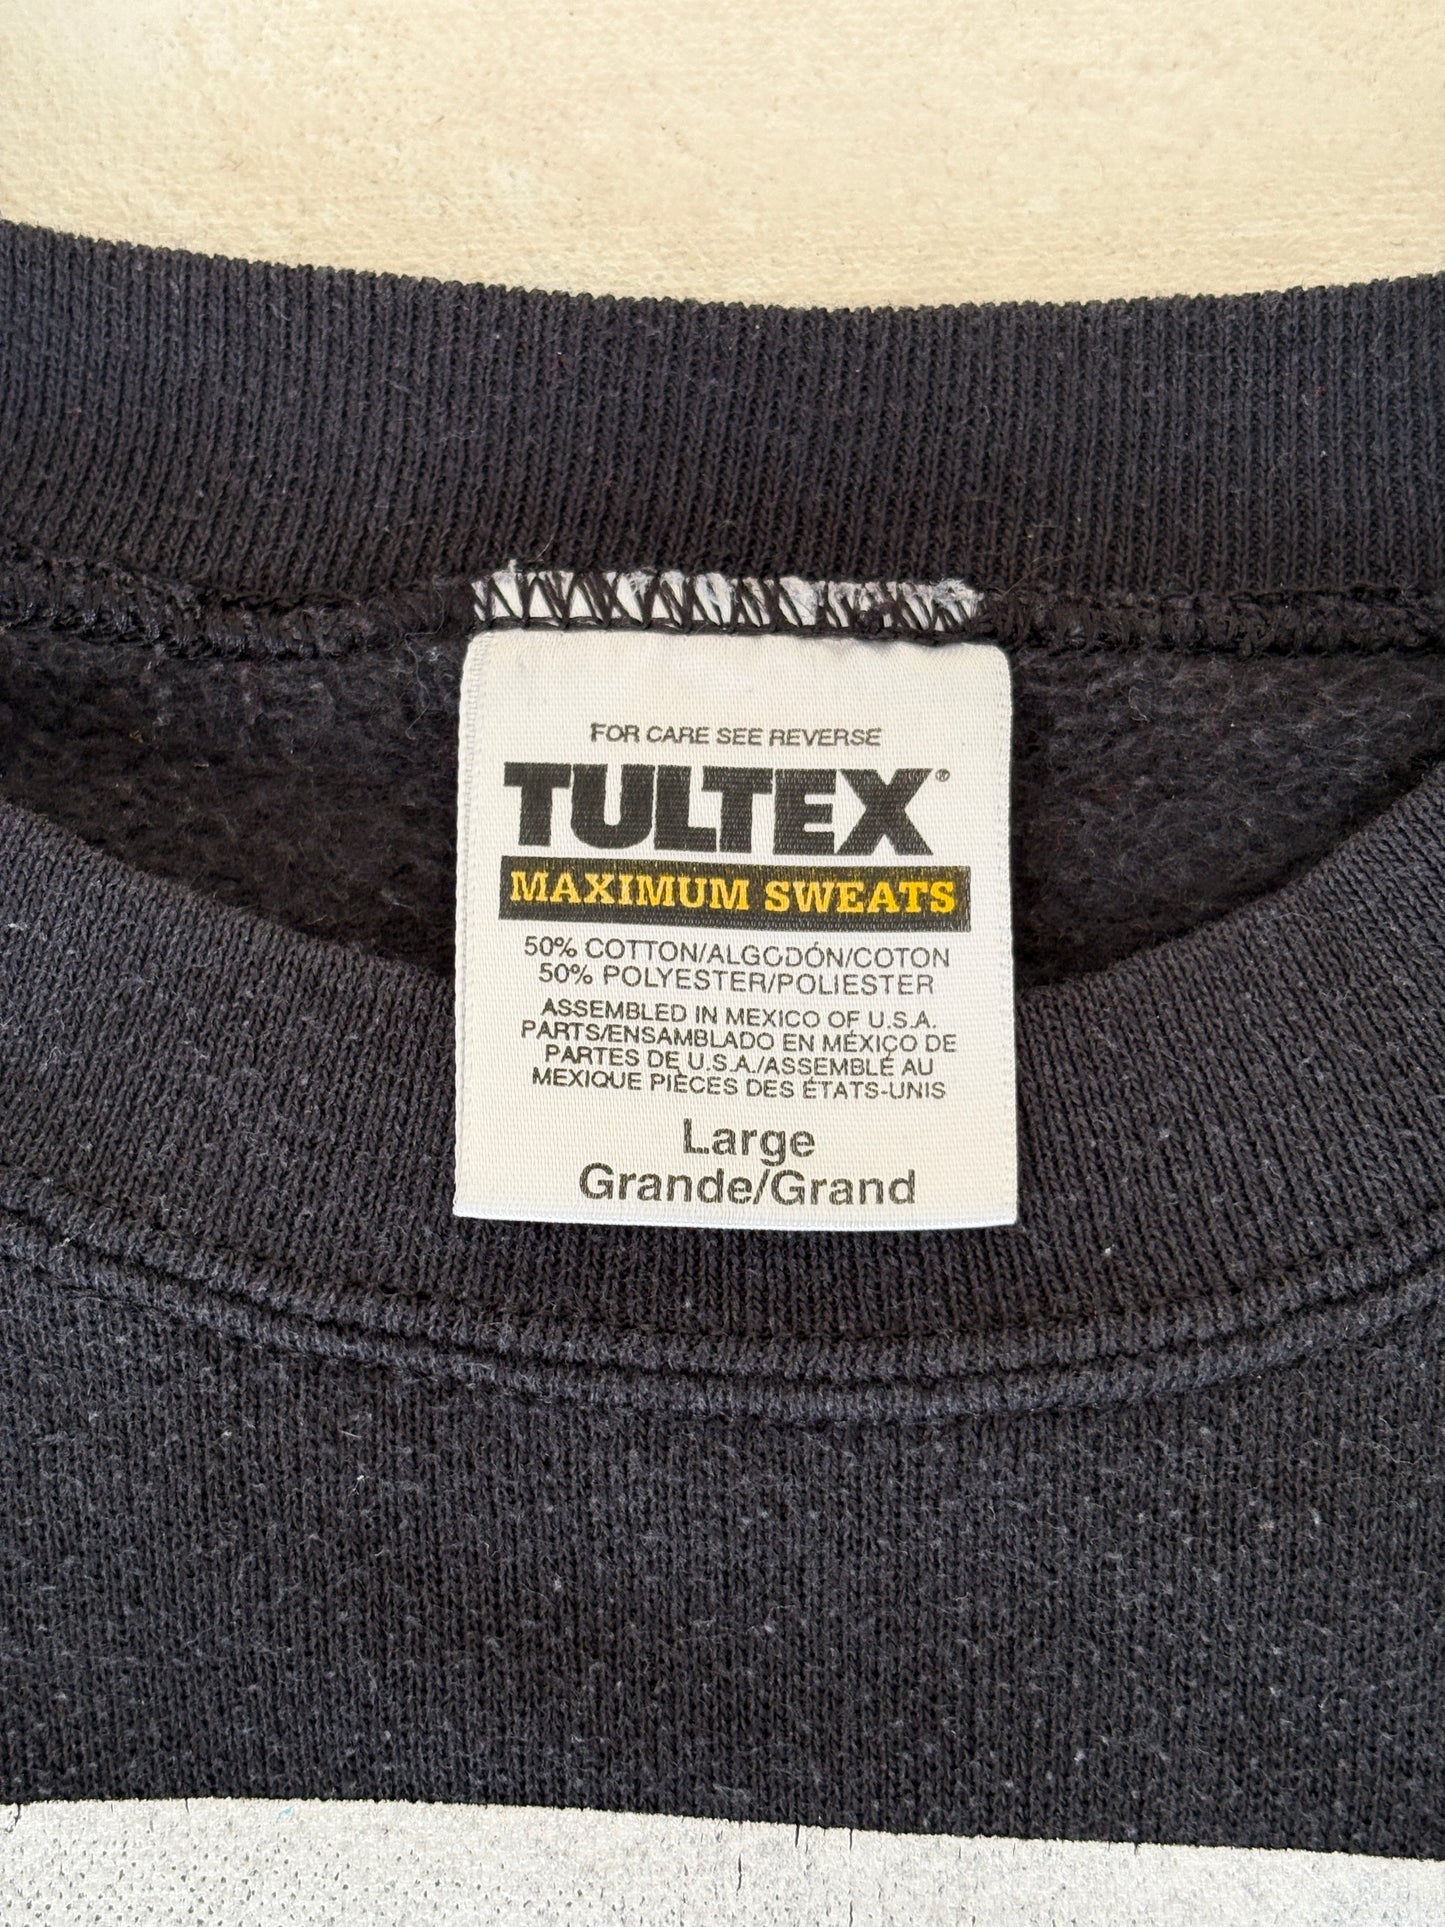 FOR CARE SEE REVERSE
TULTEX®
MAXIMUM SWEATS
50% COTTON/ALGODÓN/COTON
50% POLYESTER/POLIESTER
ASSEMBLED IN MEXICO OF U.S.A.
PARTS/ENSAMBLADO EN MÉXICO DE
PARTES DE U.S.A./ASSEMBLÉ AU
MEXIQUE PIÈCES DES ÉTATS-UNIS
Large
Grande/Grand